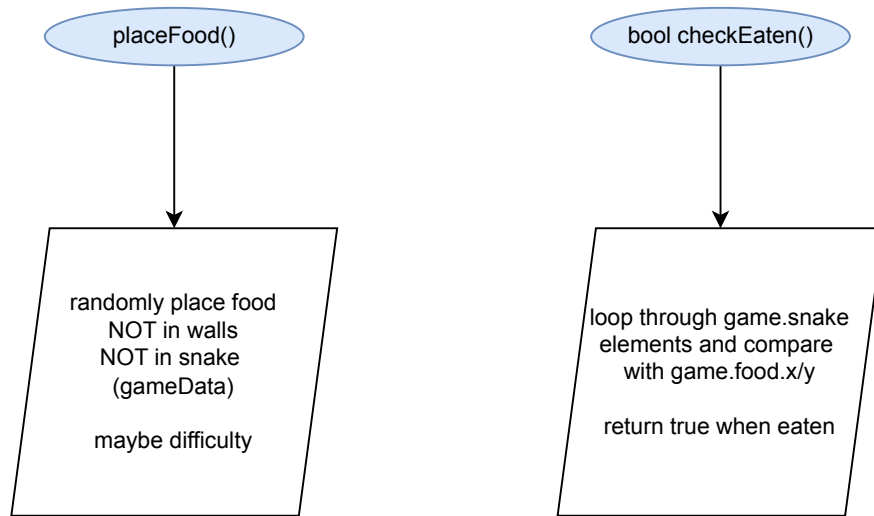 placeFood()
bool checkEaten()
randomly place food
NOT in walls
NOT in snake
(gameData)
maybe difficulty
loop through game.snake
elements and compare
with game.food.x/y
return true when eaten